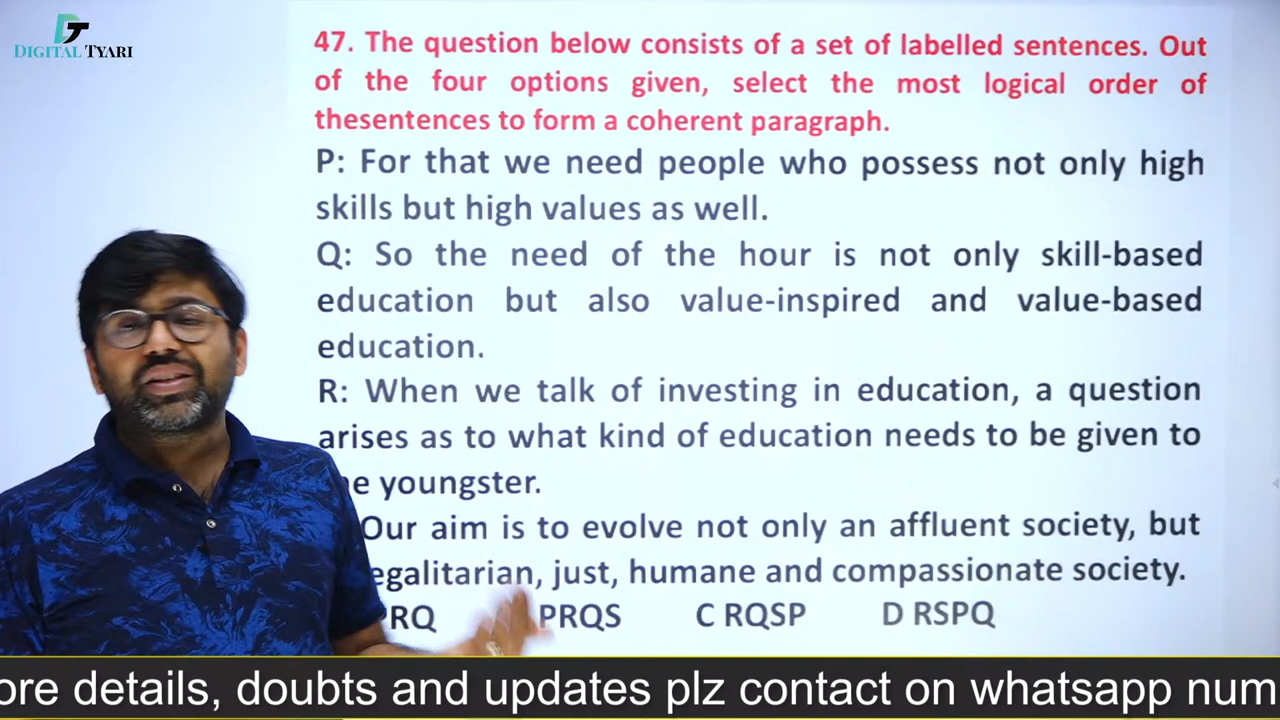 DT
DIGITAL TYARI
47. The question below consists of a set of labelled sentences. Out
of the four options given, select the most logical order of
thesentences to form a coherent paragraph.
P: For that we need people who possess not only high
skills but high values as well.
Q: So the need of the hour is not only skill-based
education but also value-inspired and value-based
education.
R: When we talk of investing in education, a question
arises as to what kind of education needs to be given to
youngster.
Our aim is to evolve not only an affluent society, but
egalitarian, just, humane and compassionate society.
PRQ PRQS C RQSP D RSPQ
ore details, doubts and updates plz contact on whatsapp num